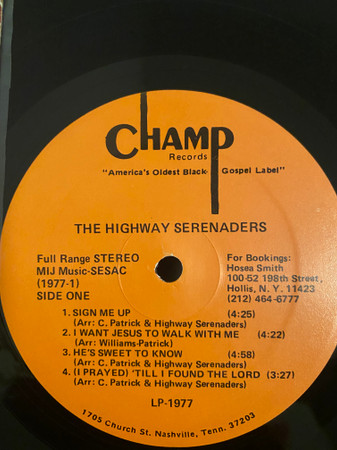 CHAMP
Records
"America's Oldest Black Gospel Label"
THE HIGHWAY SERENADERS
Full Range STEREO
MIJ Music-SESAC
(1977-1)
SIDE ONE
For Bookings:
Hosea Smith
100-52 198th Street,
Hollis, N. Y. 11423
(212) 464-6777
1. SIGN ME UP (4:25)
(Arr: C. Patrick & Highway Serenaders)
2. I WANT JESUS TO WALK WITH ME (4:22)
(Arr: Williams-Patrick)
3. HE'S SWEET TO KNOW (4:58)
(Arr: C. Patrick & Highway Serenaders)
4. (I PRAYED) 'TILL I FOUND THE LORD (3:27)
(Arr: C. Patrick & Highway Serenaders)
LP-1977
1705 Church St. Nashville, Tenn. 37203